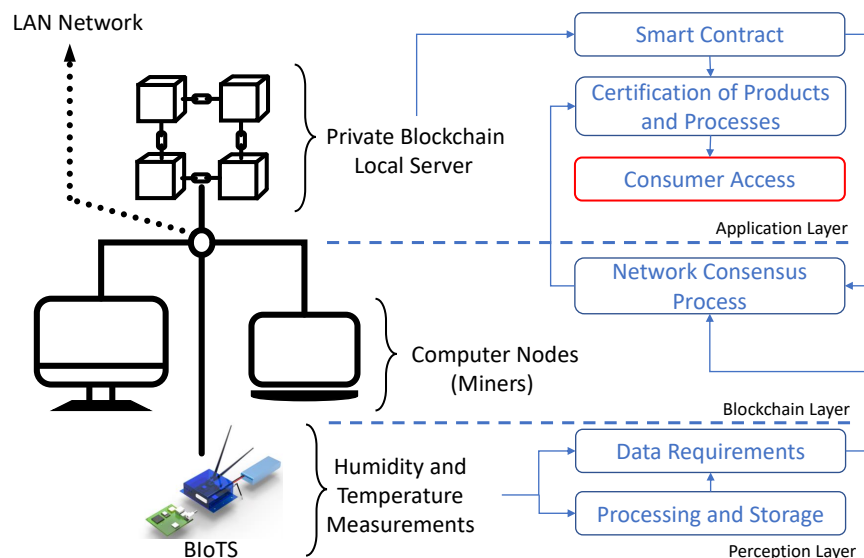 LAN Network
Private Blockchain
Local Server
Smart Contract
Certification of Products
and Processes
Consumer Access
Application Layer
Network Consensus
Process
Computer Nodes
(Miners)
Blockchain Layer
Humidity and
Temperature
Measurements
BIoTS
Data Requirements
Processing and Storage
Perception Layer